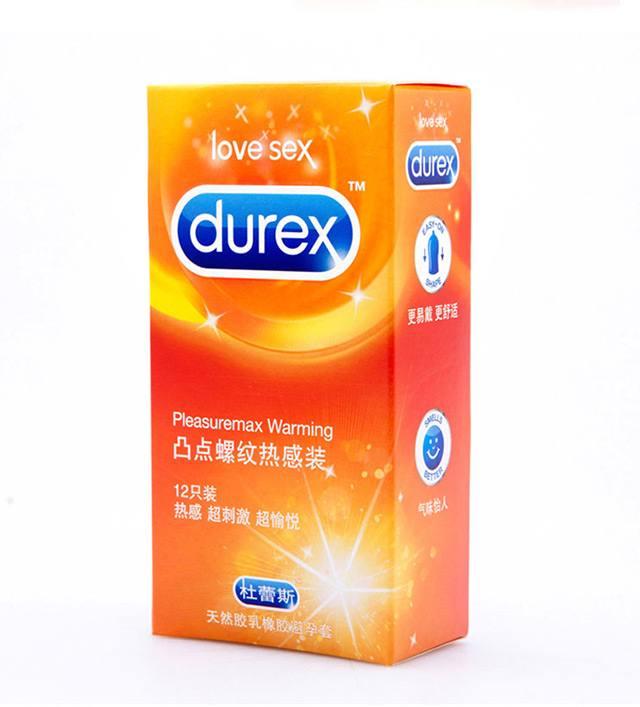 love sex
durex™
Pleasuremax Warming
凸点螺纹热感装
12只装
热感 超刺激 超愉悦
杜蕾斯
天然胶乳橡胶避孕套
love sex
durex™
EASY-ON
SHAPE
更易戴 更舒适
SMELLS
BETTER
气味怡人